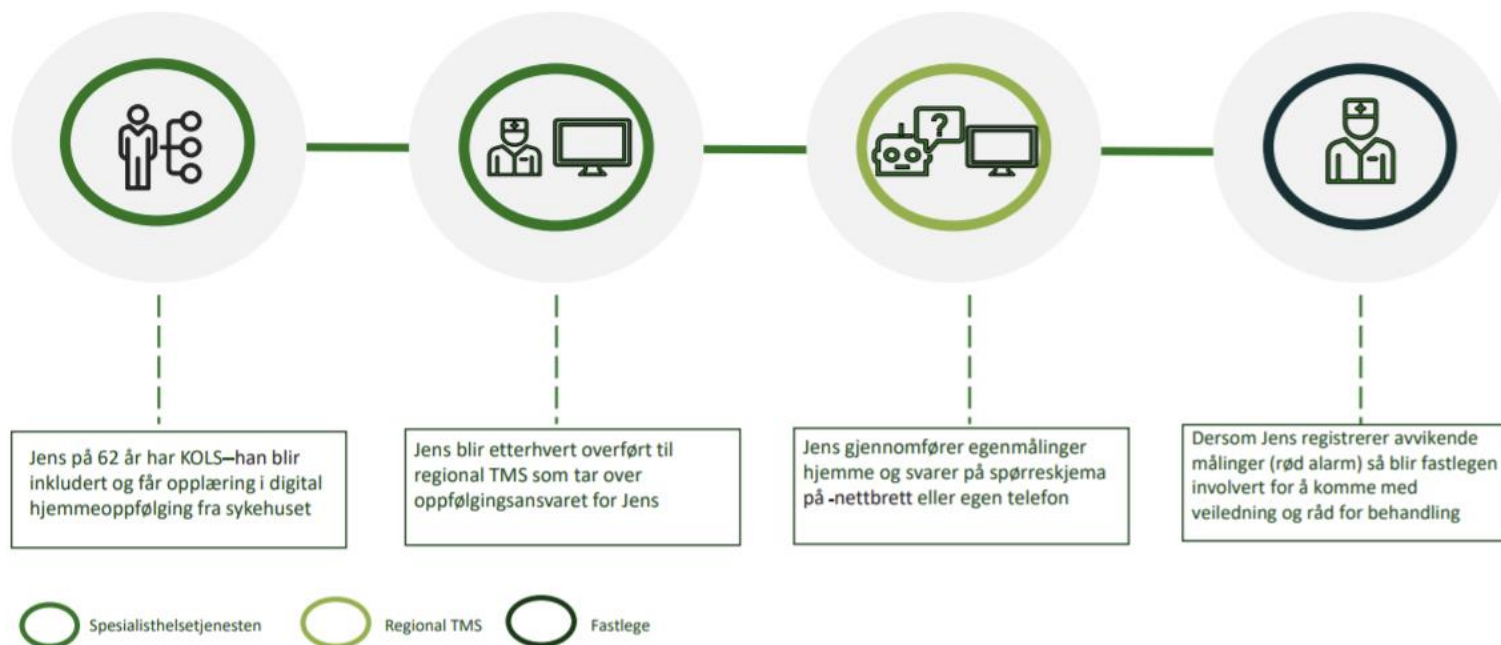 ?
Jens på 62 år har KOLS–han blir
inkludert og får opplæring i digital
hjemmeoppfølging fra sykehuset
Jens blir etterhvert overført til
regional TMS som tar over
oppfølgingsansvaret for Jens
Jens gjennomfører egenmålinger
hjemme og svarer på spørreskjema
på -nettbrett eller egen telefon
Dersom Jens registrerer avvikende
målinger (rød alarm) så blir fastlegen
involvert for å komme med
veiledning og råd for behandling
Spesialisthelsetjenesten
Regional TMS
Fastlege